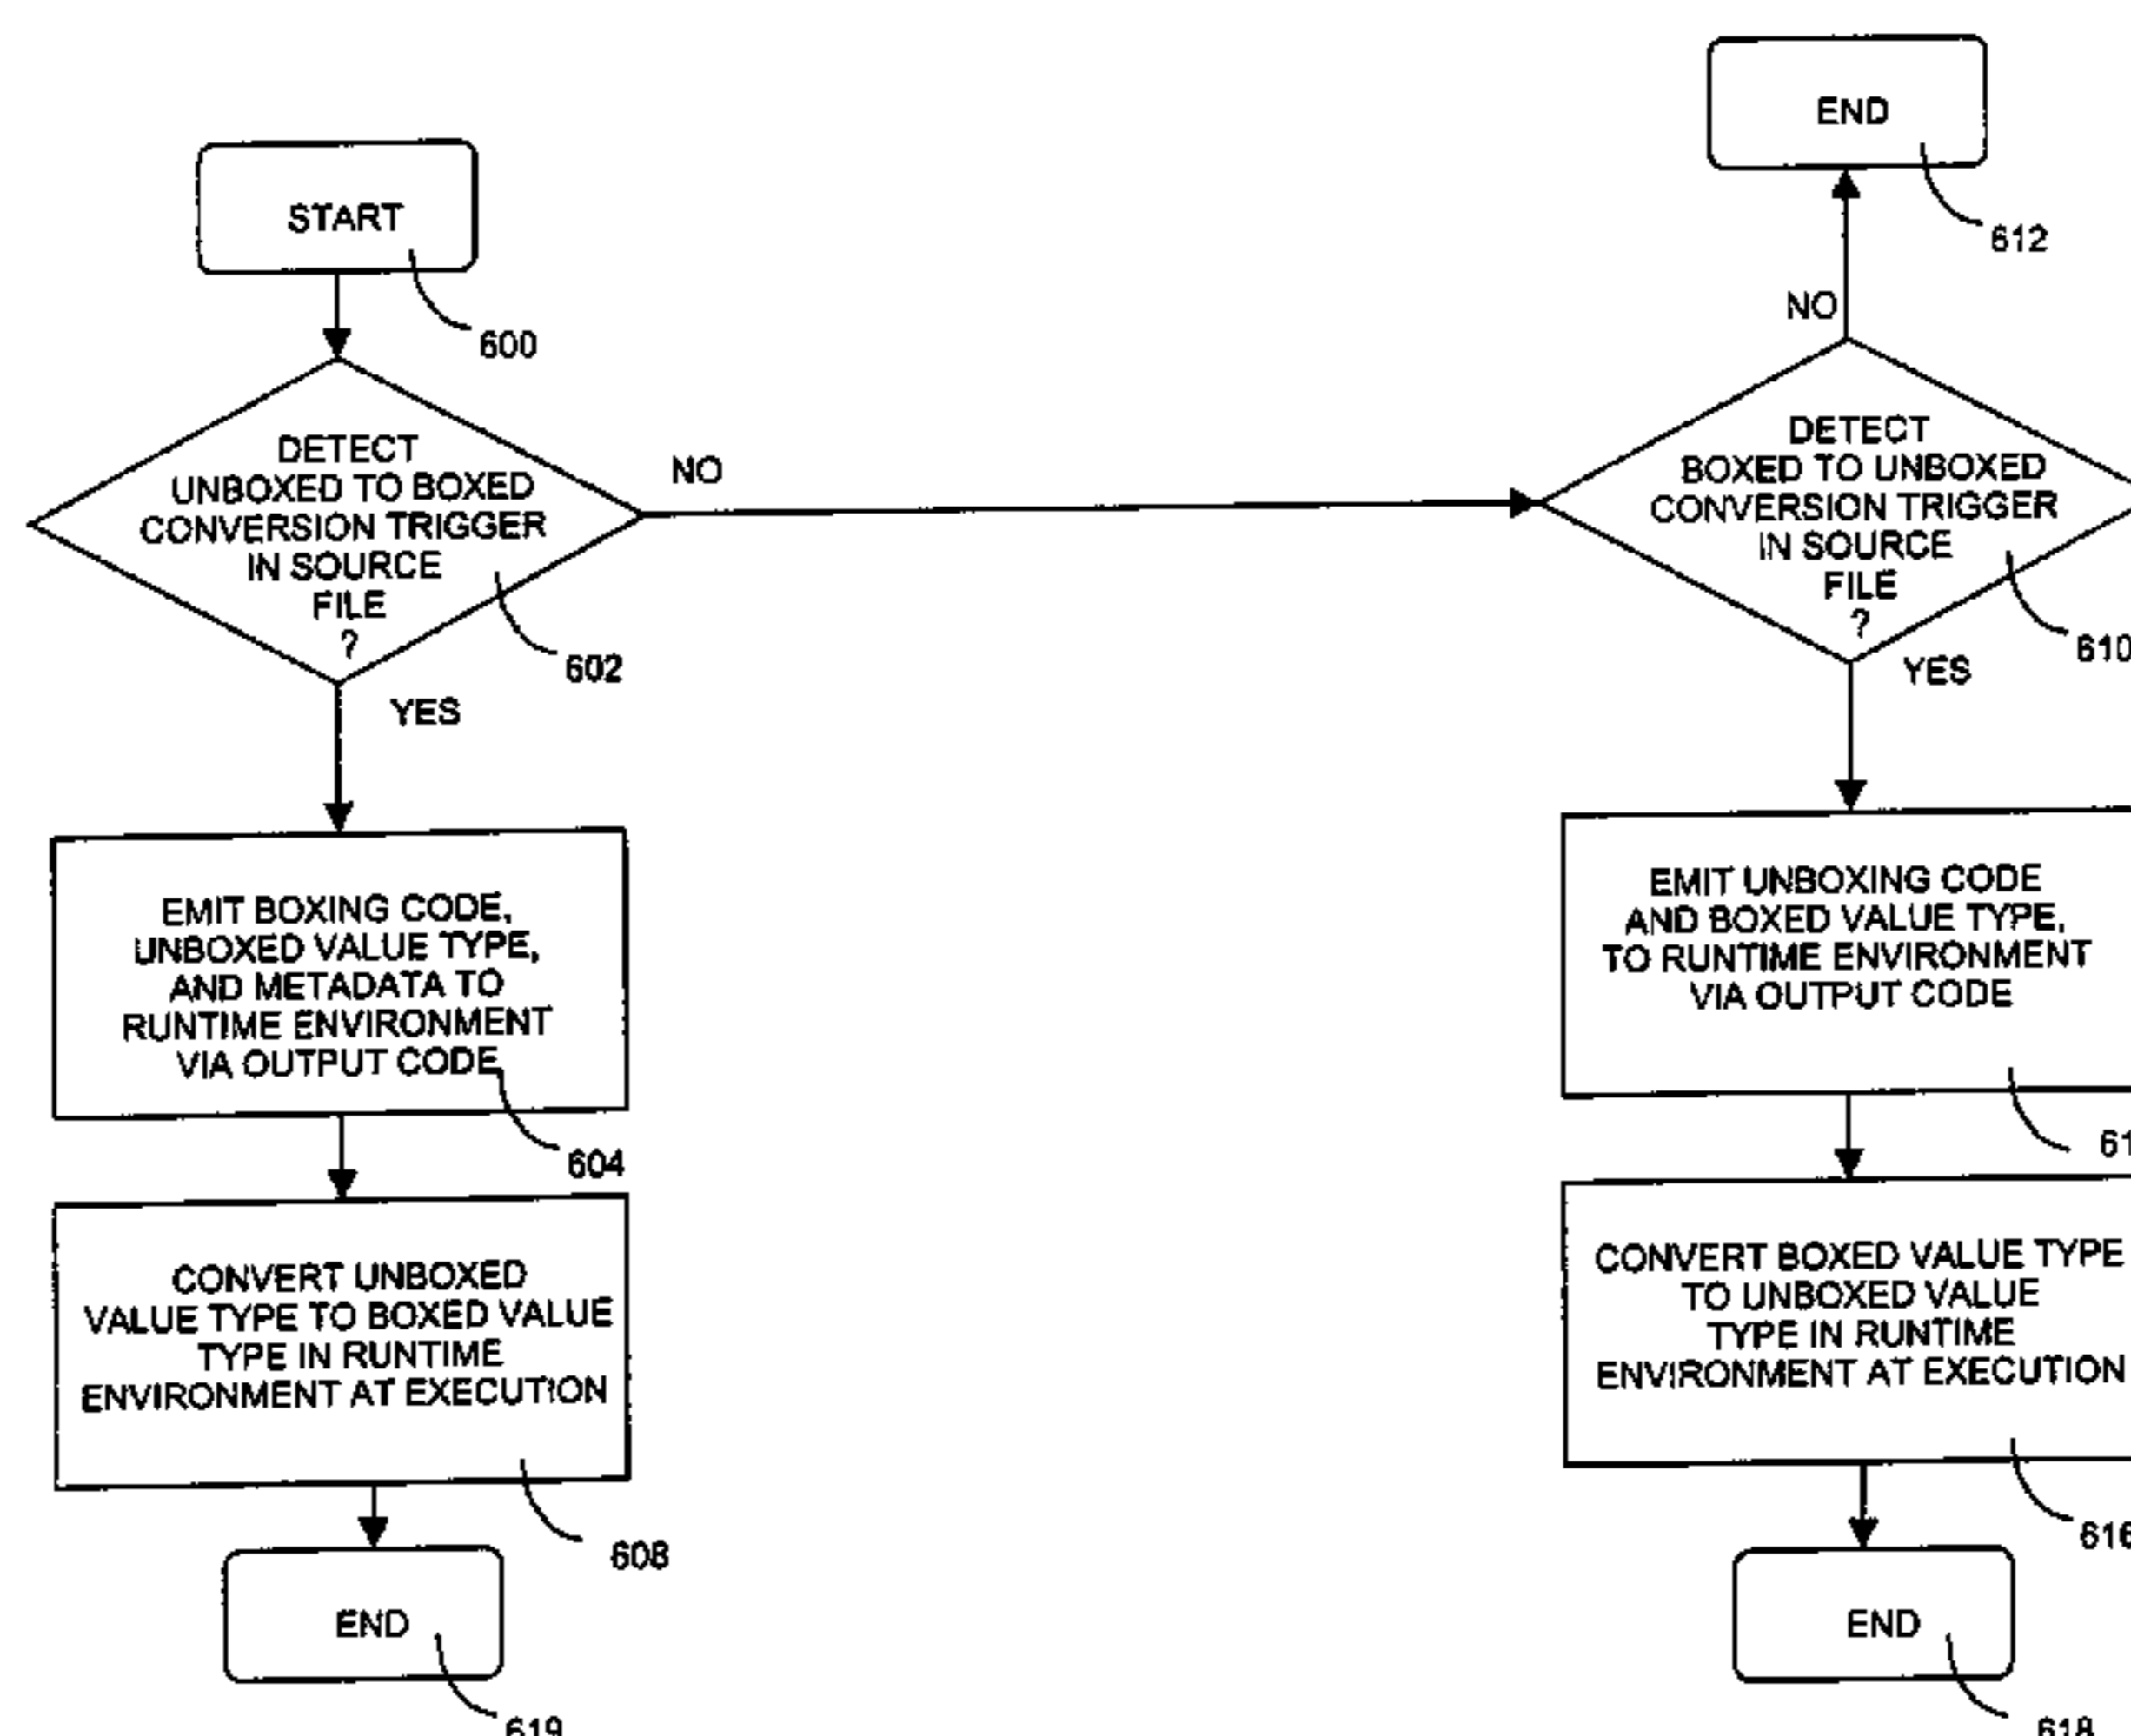 START
600
DETECT
UNBOXED TO BOXED
CONVERSION TRIGGER
IN SOURCE
FILE
?
602
NO
YES
EMIT BOXING CODE,
UNBOXED VALUE TYPE,
AND METADATA TO
RUNTIME ENVIRONMENT
VIA OUTPUT CODE
604
CONVERT UNBOXED
VALUE TYPE TO BOXED VALUE
TYPE IN RUNTIME
ENVIRONMENT AT EXECUTION
608
END
619
END
612
NO
DETECT
BOXED TO UNBOXED
CONVERSION TRIGGER
IN SOURCE
FILE
?
610
YES
EMIT UNBOXING CODE
AND BOXED VALUE TYPE,
TO RUNTIME ENVIRONMENT
VIA OUTPUT CODE
CONVERT BOXED VALUE TYPE
TO UNBOXED VALUE
TYPE IN RUNTIME
ENVIRONMENT AT EXECUTION
616
END
618